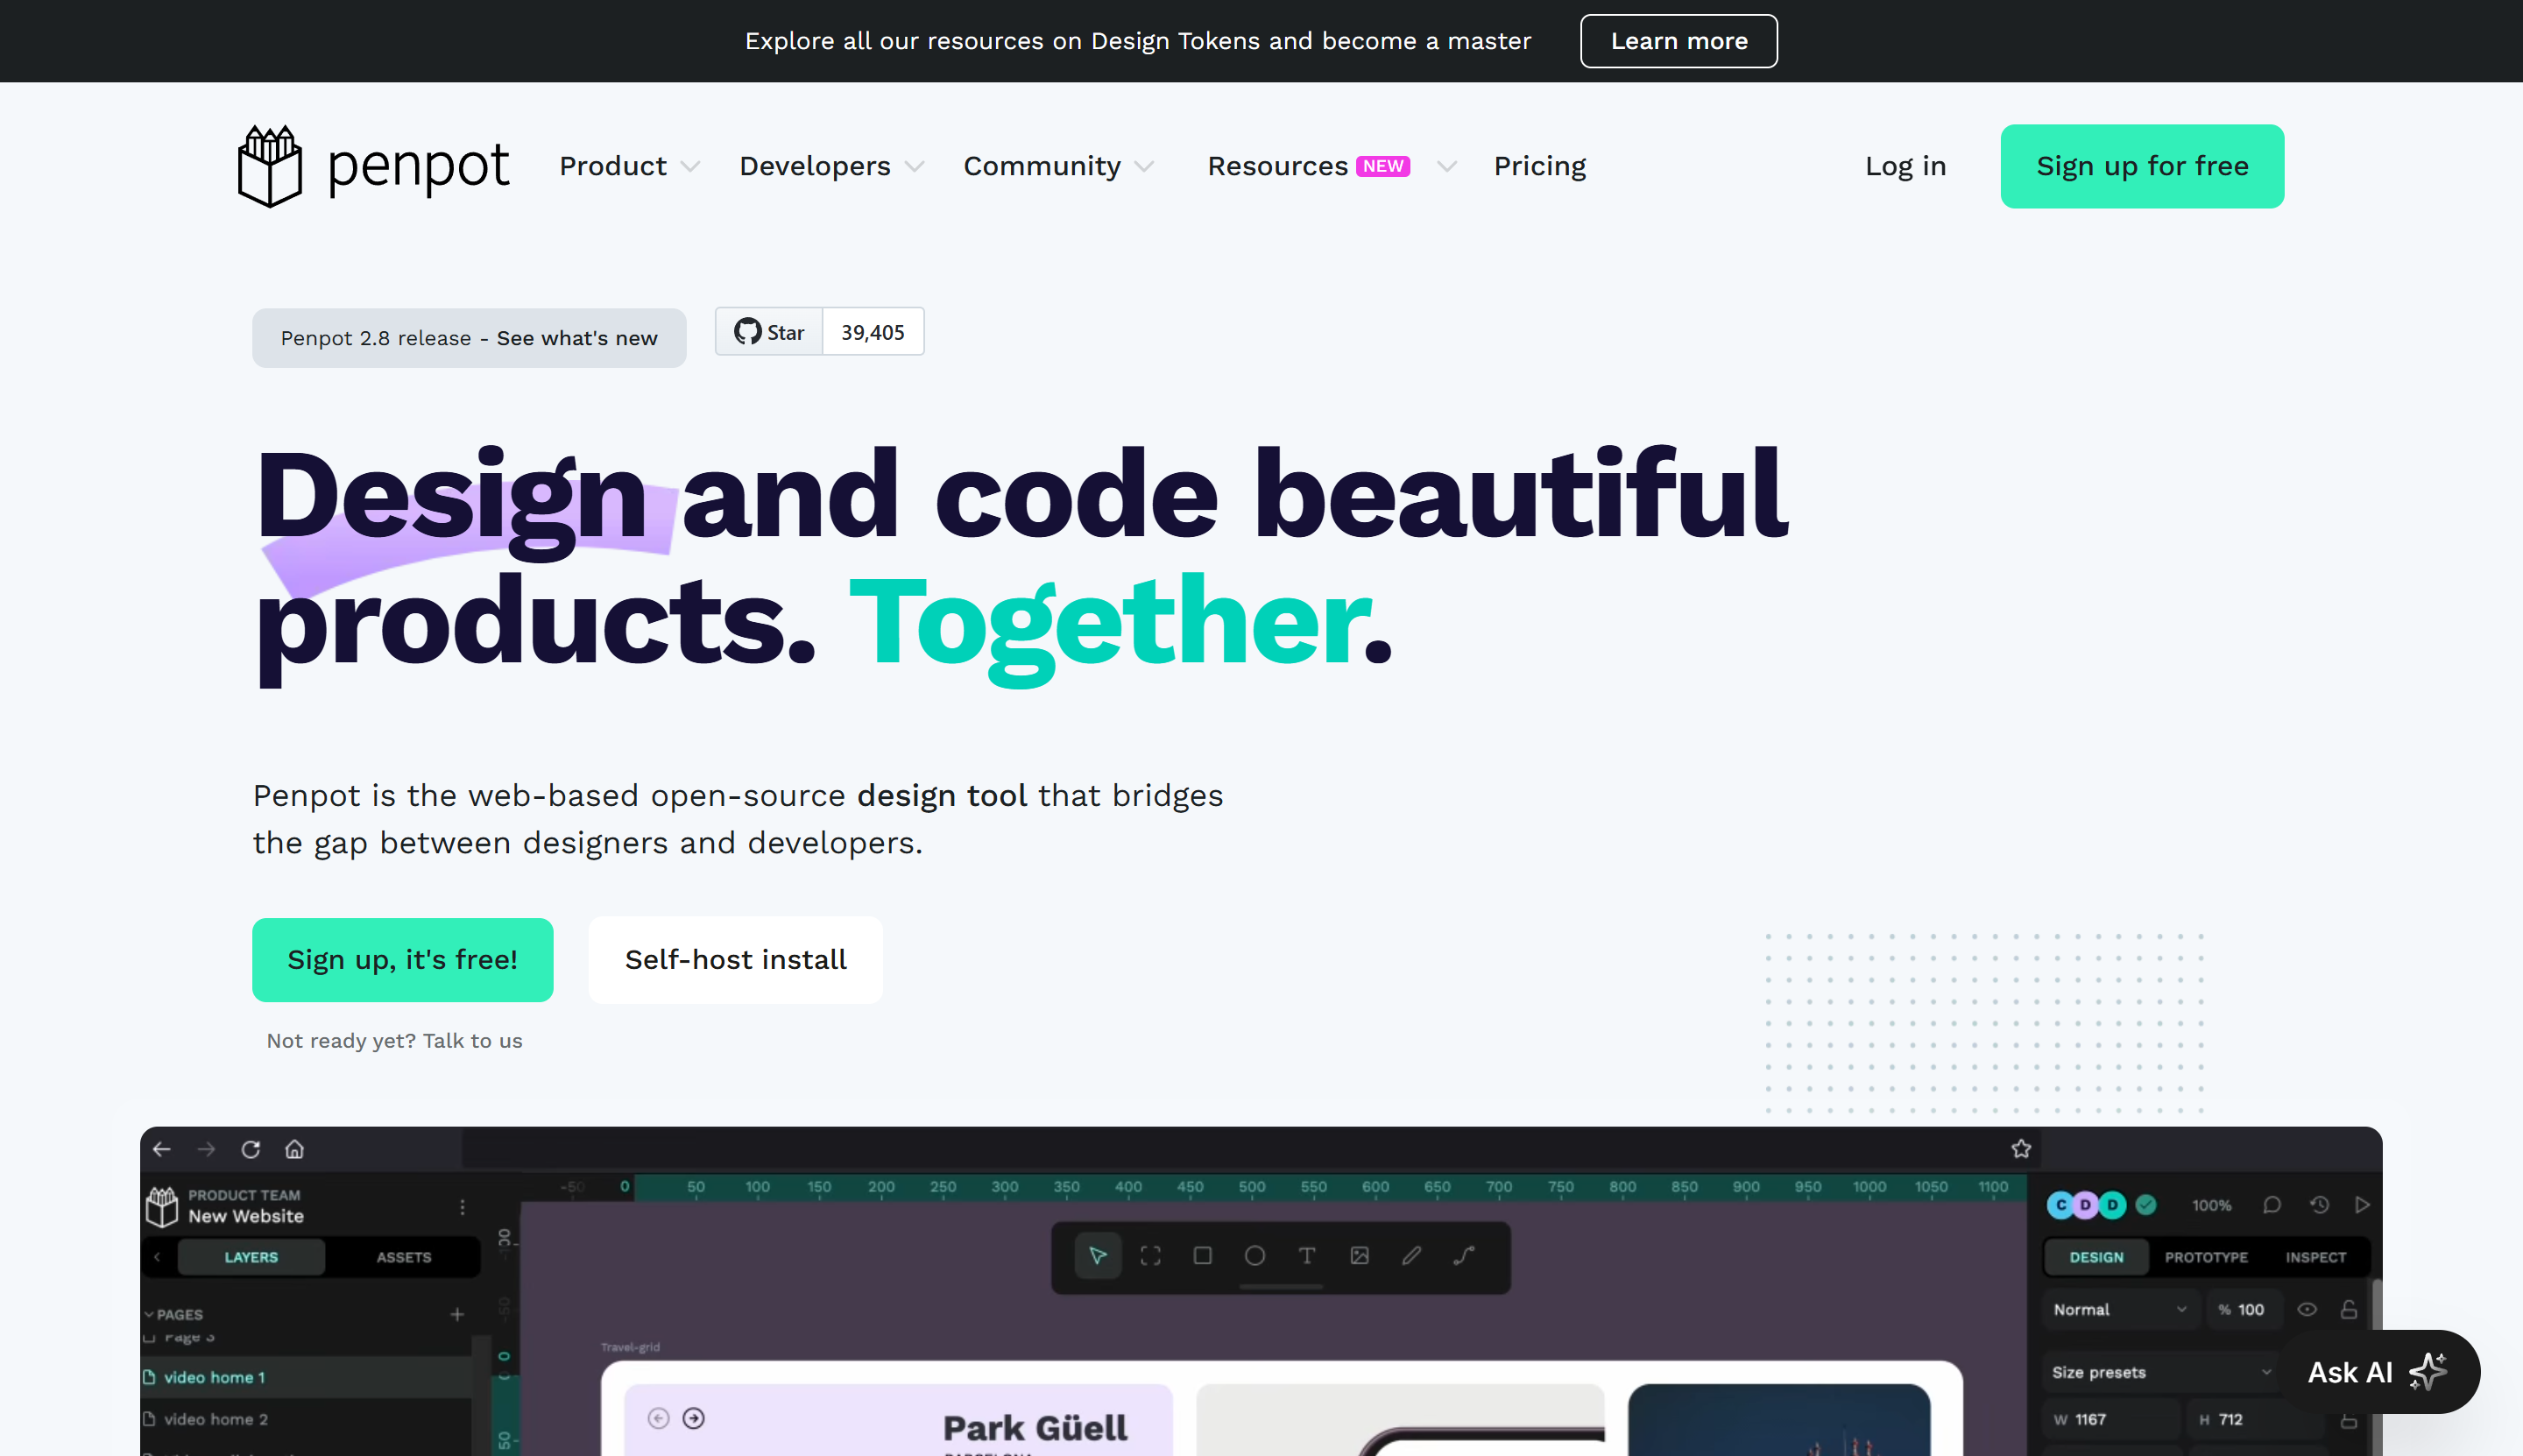 Explore all our resources on Design Tokens and become a master
Learn more
penpot
Product
Developers
Community
Resources
NEW
Pricing
Log in
Sign up for free
Penpot 2.8 release - See what's new
Star
39,405
Design and code beautiful
products. Together.
Penpot is the web-based open-source design tool that bridges
the gap between designers and developers.
Sign up, it's free!
Self-host install
Not ready yet? Talk to us
PRODUCT TEAM
New Website
LAYERS
ASSETS
PAGES
Page 3
video home 1
video home 2
-50 0 50 100 150 200 250 300 350 400 450 500 550 600 650 700 750 800 850 900 950 1000 1050 1100
-100
-50
0
50
T
Travel-grid
Park Güell
C D D
100%
DESIGN
PROTOTYPE
INSPECT
Normal
% 100
Size presets
W 1167
H 712
Ask AI